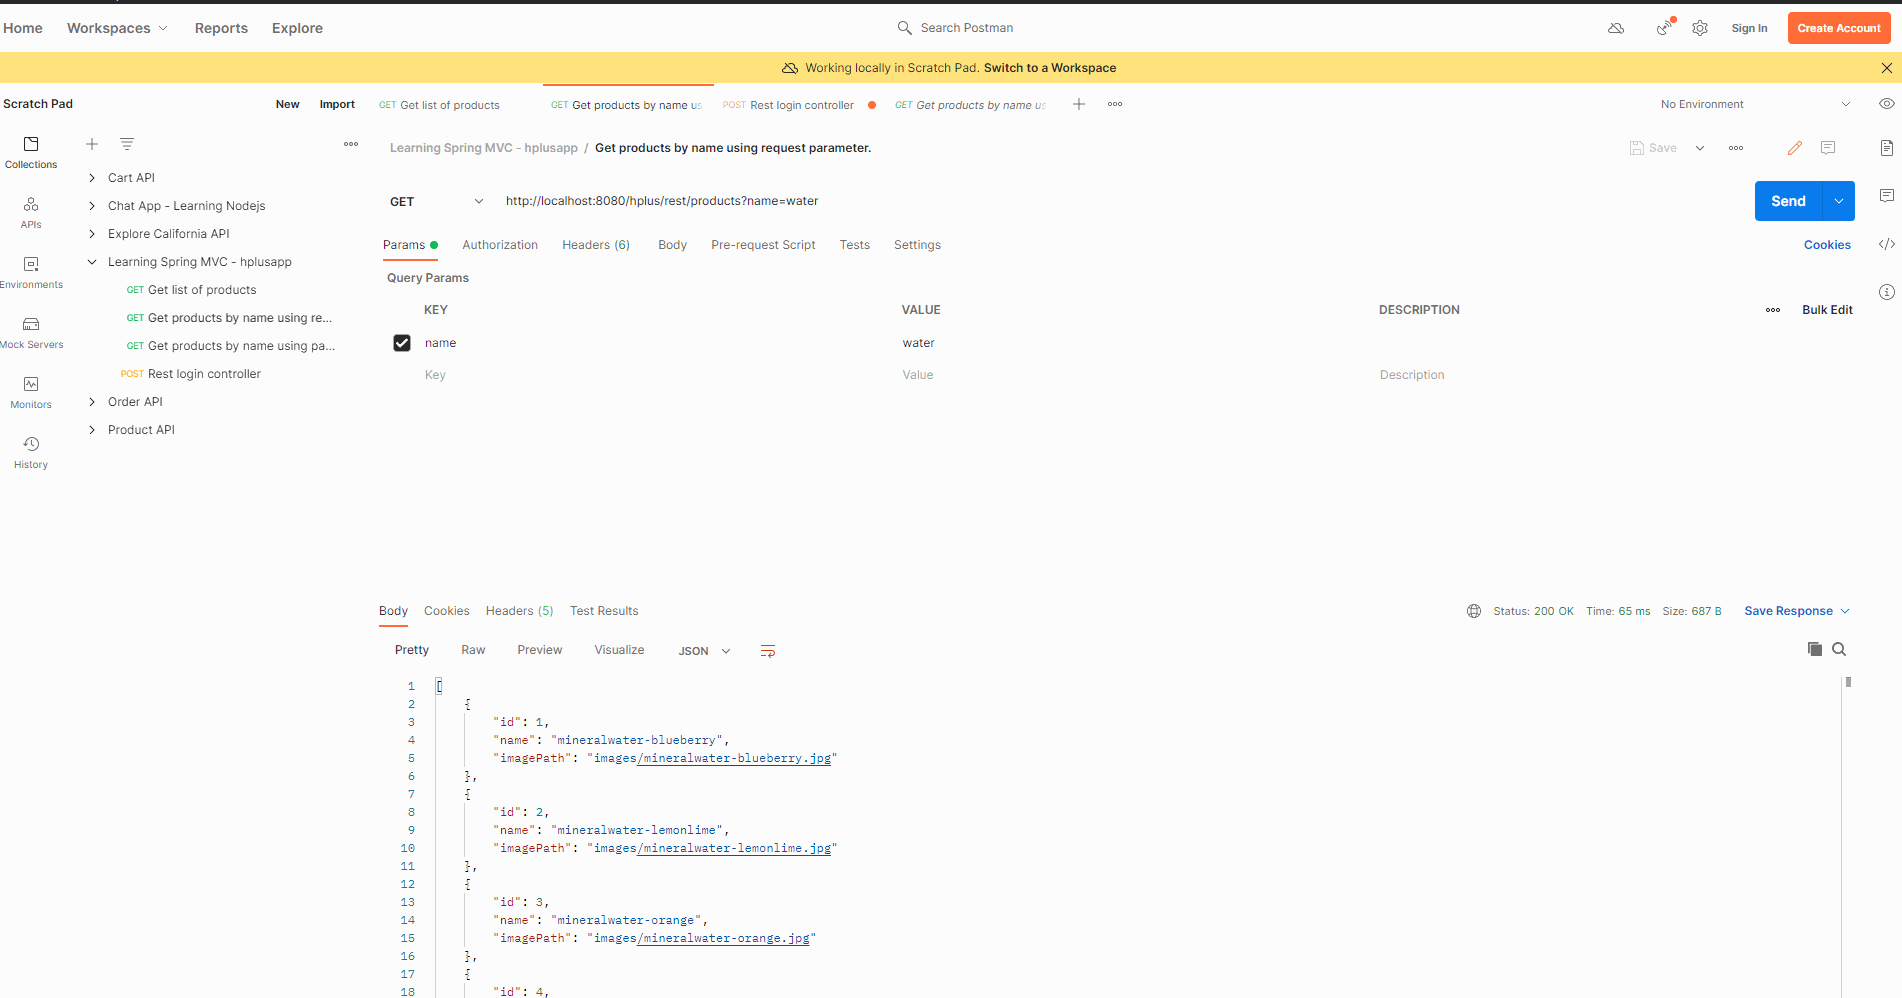 Home Workspaces Reports Explore Search Postman Sign In Create Account
Working locally in Scratch Pad. Switch to a Workspace
Scratch Pad New Import GET Get list of products GET Get products by name us POST Rest login controller GET Get products by name us No Environment
Learning Spring MVC - hplusapp / Get products by name using request parameter. Save
Collections
APIs
Environments
Mock Servers
Monitors
History
Cart API
Chat App - Learning Nodejs
Explore California API
Learning Spring MVC - hplusapp
GET Get list of products
GET Get products by name using re...
GET Get products by name using pa...
POST Rest login controller
Order API
Product API
GET http://localhost:8080/hplus/rest/products?name=water Send
Params Authorization Headers (6) Body Pre-request Script Tests Settings Cookies
Query Params
KEY VALUE DESCRIPTION Bulk Edit
name water
Key Value Description
Body Cookies Headers (5) Test Results Status: 200 OK Time: 65 ms Size: 687 B Save Response
Pretty Raw Preview Visualize JSON
1 [
2 {
3 "id": 1,
4 "name": "mineralwater-blueberry",
5 "imagePath": "images/mineralwater-blueberry.jpg"
6 },
7 {
8 "id": 2,
9 "name": "mineralwater-lemonlime",
10 "imagePath": "images/mineralwater-lemonlime.jpg"
11 },
12 {
13 "id": 3,
14 "name": "mineralwater-orange",
15 "imagePath": "images/mineralwater-orange.jpg"
16 },
17 {
18 "id": 4,